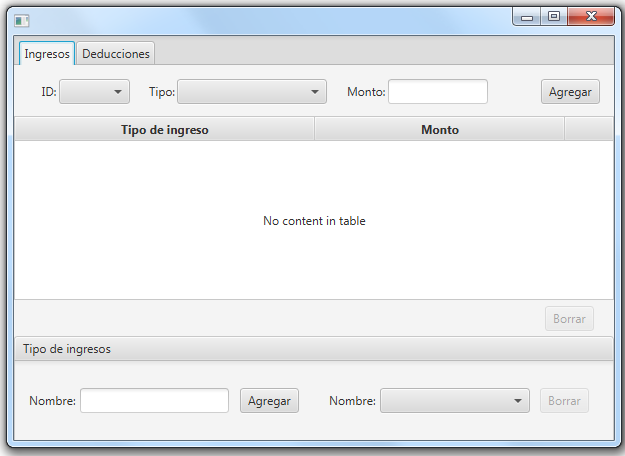 Ingresos Deducciones
ID: Tipo: Monto: Agregar
Tipo de ingreso Monto
No content in table
Borrar
Tipo de ingresos
Nombre: Agregar Nombre: Borrar